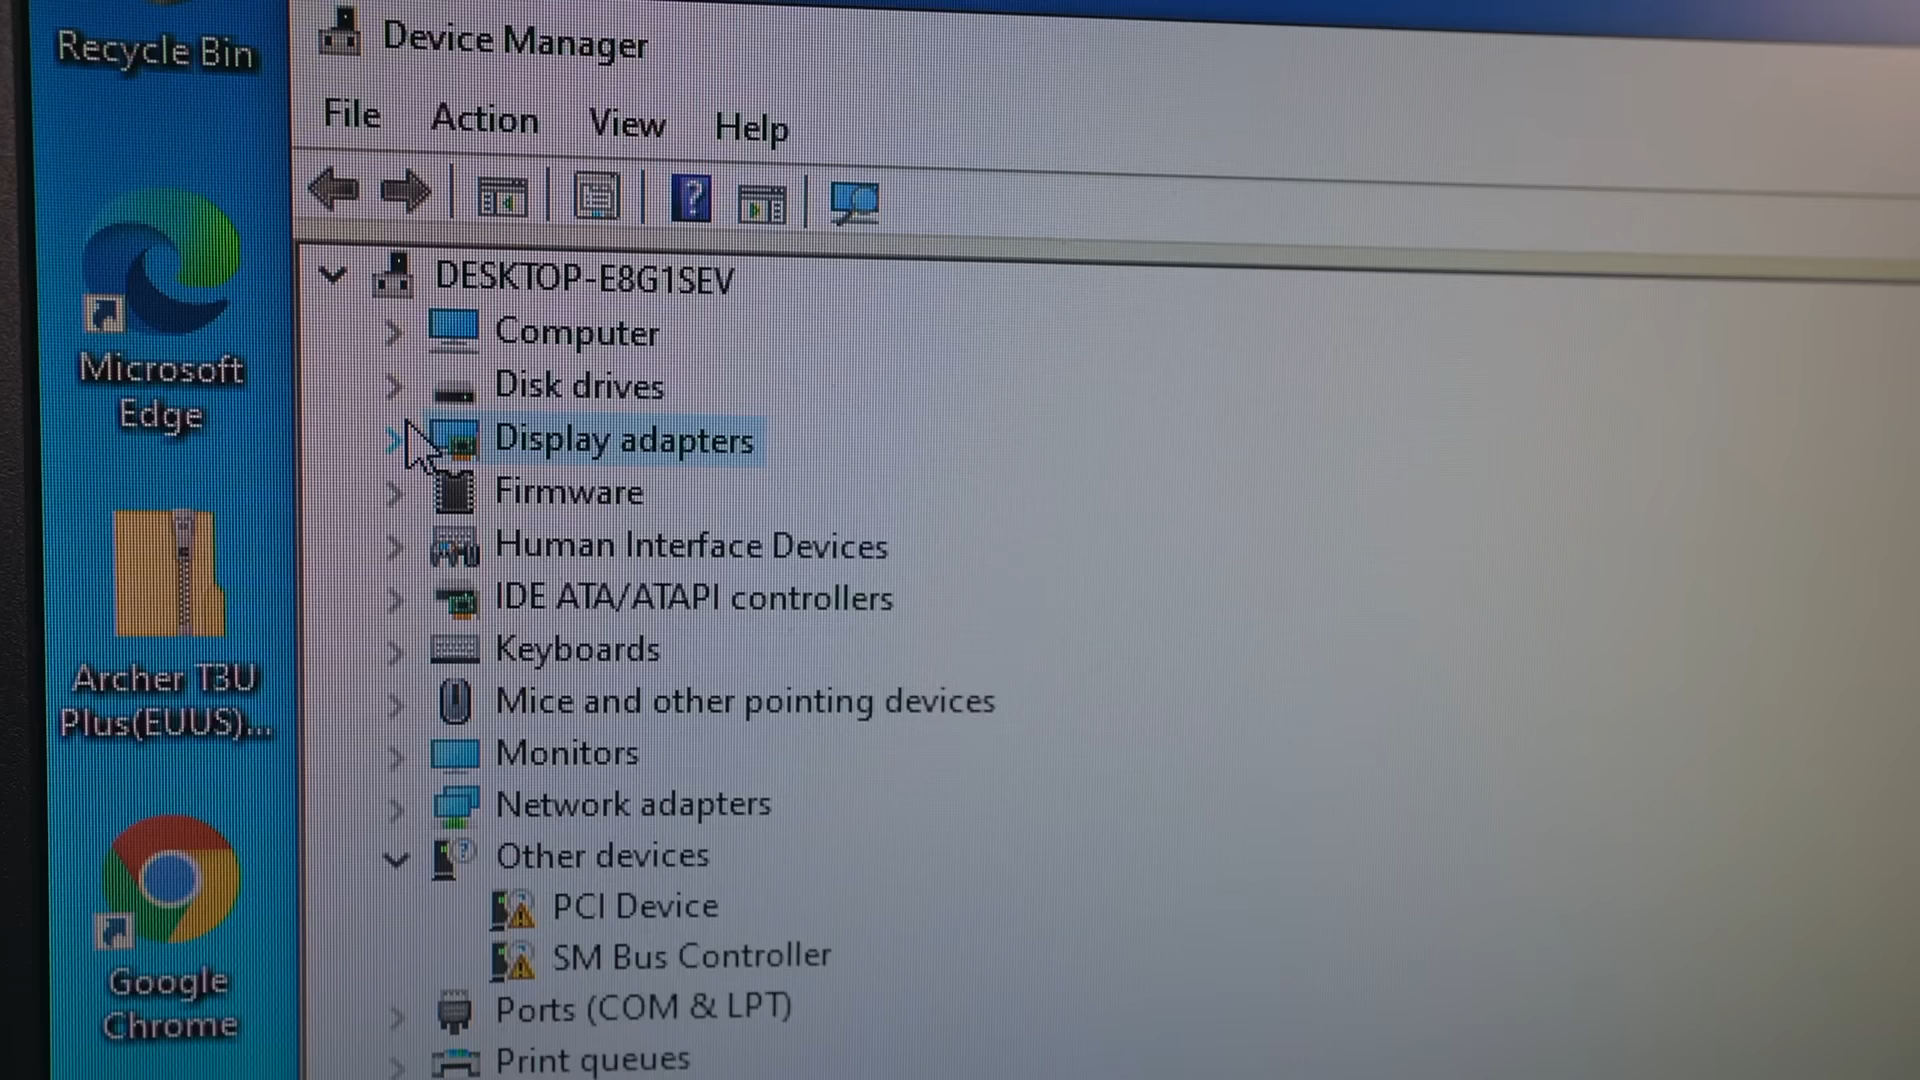 Recycle Bin
Device Manager
File Action View Help
DESKTOP-E8G1SEV
Computer
Disk drives
Display adapters
Firmware
Human Interface Devices
IDE ATA/ATAPI controllers
Keyboards
Mice and other pointing devices
Monitors
Network adapters
Other devices
PCI Device
SM Bus Controller
Ports (COM & LPT)
Print queues
Microsoft
Edge
Archer T3U
Plus(EUUS)...
Google
Chrome